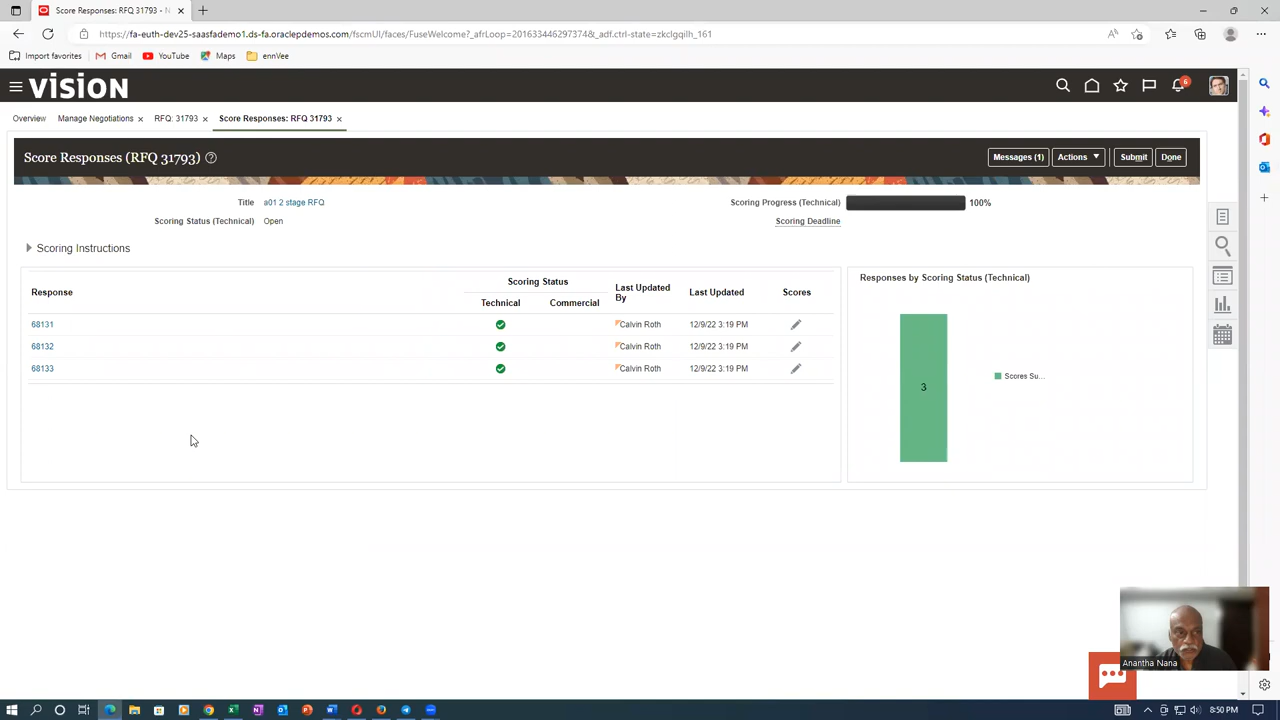 Score Responses: RFQ 31793 - N
https://fa-euth-dev25-saasfademo1.ds-fa.oraclepdemos.com/fscmUI/faces/FuseWelcome?_afrLoop=2016334462973774&_adf.ctrl-state=zkclgqilh_161
Import favorites
Gmail
YouTube
Maps
ennVee
VISION
6
Overview
Manage Negotiations
RFQ: 31793
Score Responses: RFQ 31793
Score Responses (RFQ 31793)
Messages (1)
Actions
Submit
Done
Title a01 2 stage RFQ
Scoring Status (Technical) Open
Scoring Progress (Technical) 100%
Scoring Deadline
Scoring Instructions
Response
Scoring Status
Technical
Commercial
Last Updated By
Last Updated
Scores
68131 Calvin Roth 12/9/22 3:19 PM
68132 Calvin Roth 12/9/22 3:19 PM
68133 Calvin Roth 12/9/22 3:19 PM
Responses by Scoring Status (Technical)
3
Scores Su...
Anantha Nana
8:50 PM